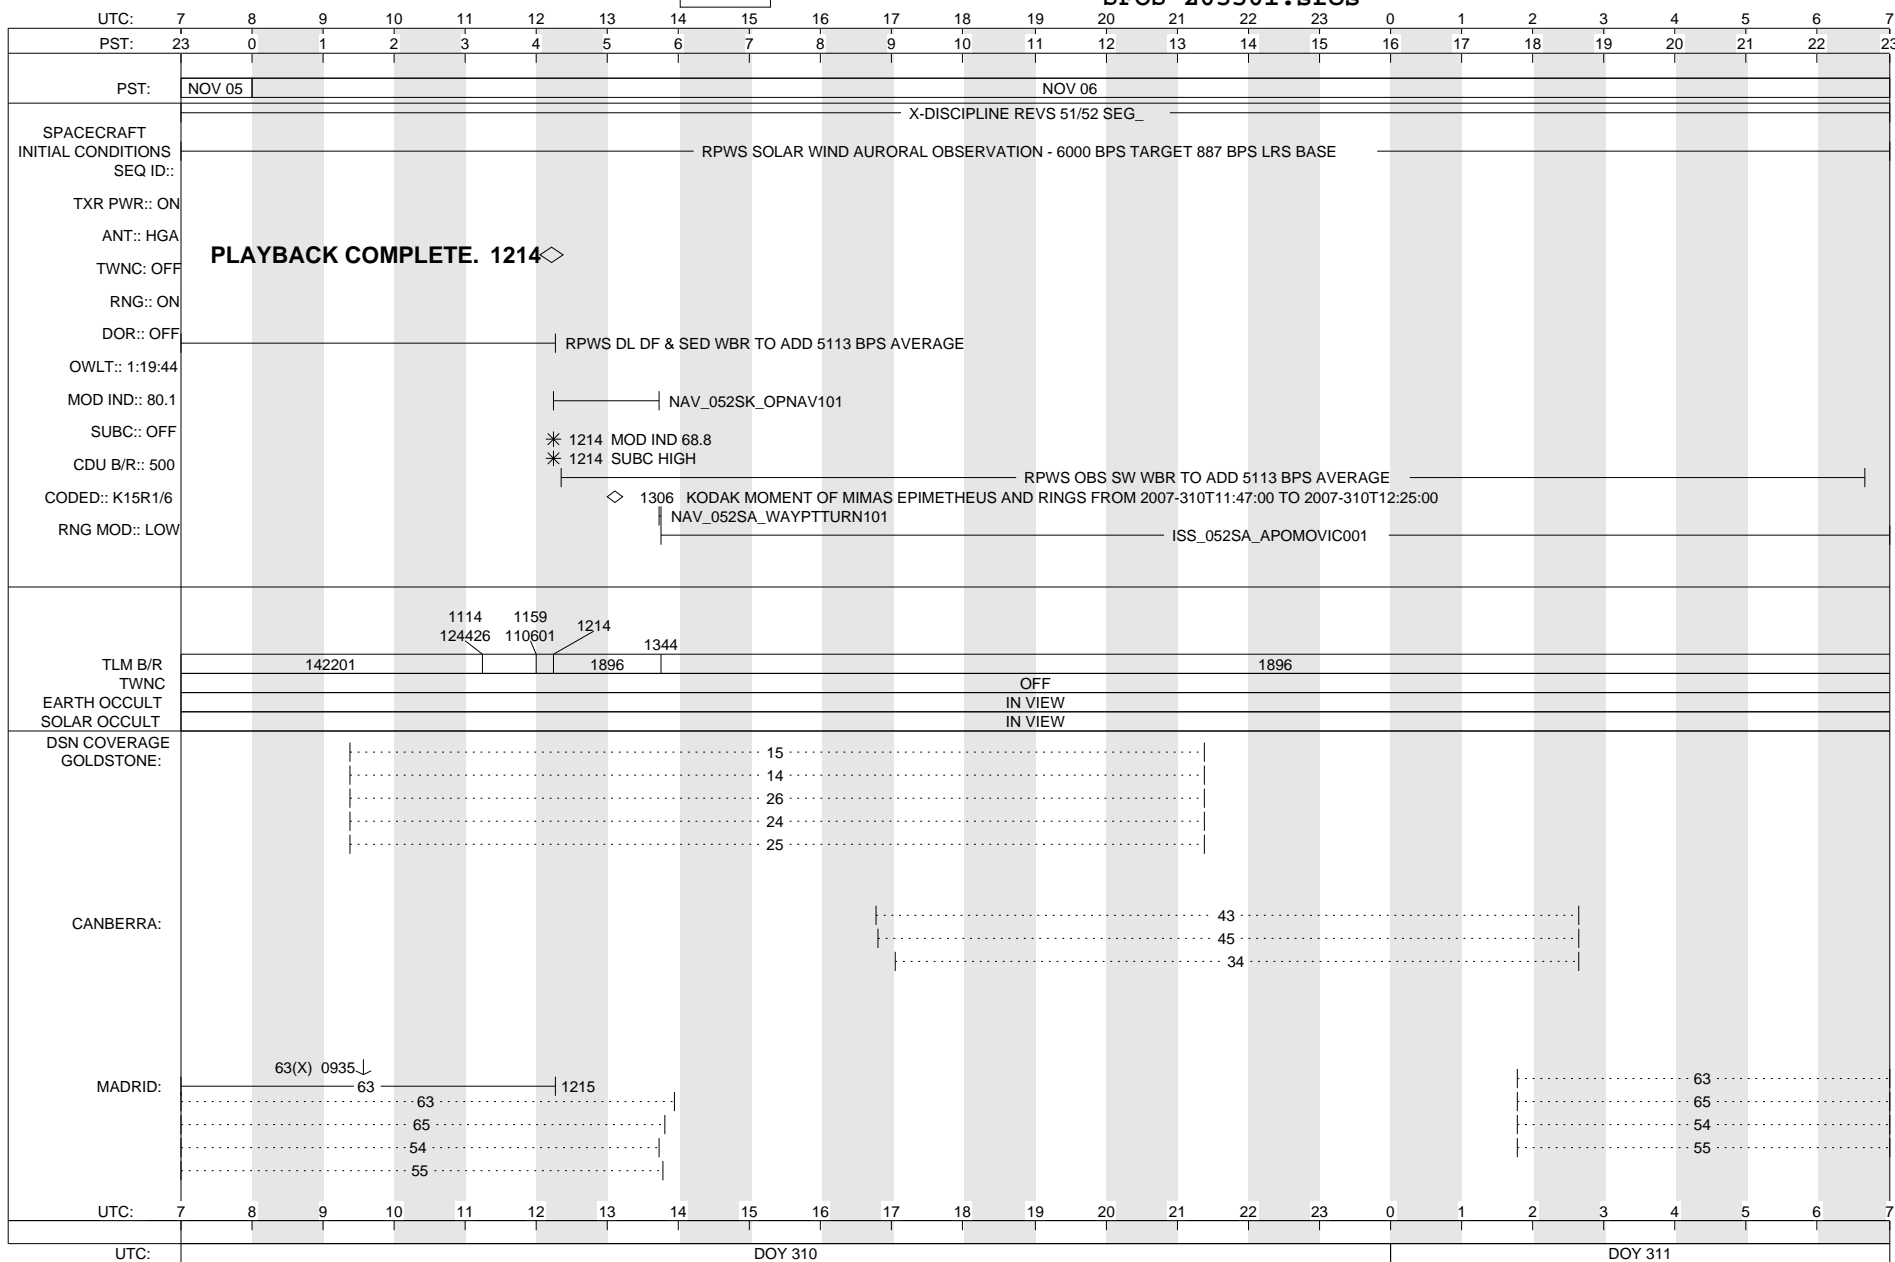 UTC: 7 8 9 10 11 12 13 14 15 16 17 18 19 20 21 22 23 0 1 2 3 4 5 6 7
PST: 23 0 1 2 3 4 5 6 7 8 9 10 11 12 13 14 15 16 17 18 19 20 21 22 23
PST: NOV 05 NOV 06
X-DISCIPLINE REVS 51/52 SEG_
SPACECRAFT
INITIAL CONDITIONS
RPWS SOLAR WIND AURORAL OBSERVATION - 6000 BPS TARGET 887 BPS LRS BASE
SEQ ID::
TXR PWR:: ON
ANT:: HGA
PLAYBACK COMPLETE. 1214
TWNC: OFF
RNG:: ON
DOR:: OFF
RPWS DL DF & SED WBR TO ADD 5113 BPS AVERAGE
OWLT:: 1:19:44
MOD IND:: 80.1
NAV_052SK_OPNAV101
SUBC:: OFF
1214 MOD IND 68.8
1214 SUBC HIGH
CDU B/R:: 500
RPWS OBS SW WBR TO ADD 5113 BPS AVERAGE
CODED:: K15R1/6
1306 KODAK MOMENT OF MIMAS EPIMETHEUS AND RINGS FROM 2007-310T11:47:00 TO 2007-310T12:25:00
NAV_052SA_WAYPTTURN101
RNG MOD:: LOW
ISS_052SA_APOMOVIC001
1114 1159 1214
124426 110601
1344
TLM B/R 142201 1896 1896
TWNC OFF
EARTH OCCULT IN VIEW
SOLAR OCCULT IN VIEW
DSN COVERAGE
GOLDSTONE:
15
14
26
24
25
CANBERRA:
43
45
34
63(X) 0935
MADRID: 63 1215 63
63 65
65 54
54 55
55
UTC: 7 8 9 10 11 12 13 14 15 16 17 18 19 20 21 22 23 0 1 2 3 4 5 6 7
UTC: DOY 310 DOY 311